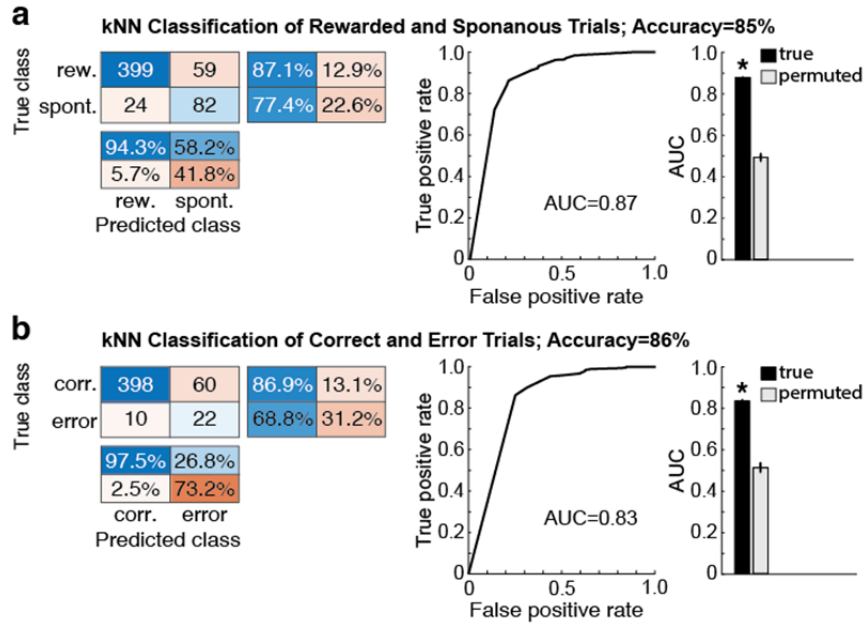 a
kNN Classification of Rewarded and Sponanous Trials; Accuracy=85%
True class
rew. 399 59 87.1% 12.9%
spont. 24 82 77.4% 22.6%
94.3% 58.2%
5.7% 41.8%
rew. spont.
Predicted class
True positive rate
1.0
0.8
0.6
0.4
0.2
0
AUC=0.87
0 0.5 1.0
False positive rate
AUC
1.0
0.8
0.6
0.4
0.2
0
*
true
permuted
b
kNN Classification of Correct and Error Trials; Accuracy=86%
True class
corr. 398 60 86.9% 13.1%
error 10 22 68.8% 31.2%
97.5% 26.8%
2.5% 73.2%
corr. error
Predicted class
True positive rate
1.0
0.8
0.6
0.4
0.2
0
AUC=0.83
0 0.5 1.0
False positive rate
AUC
1.0
0.8
0.6
0.4
0.2
0
*
true
permuted